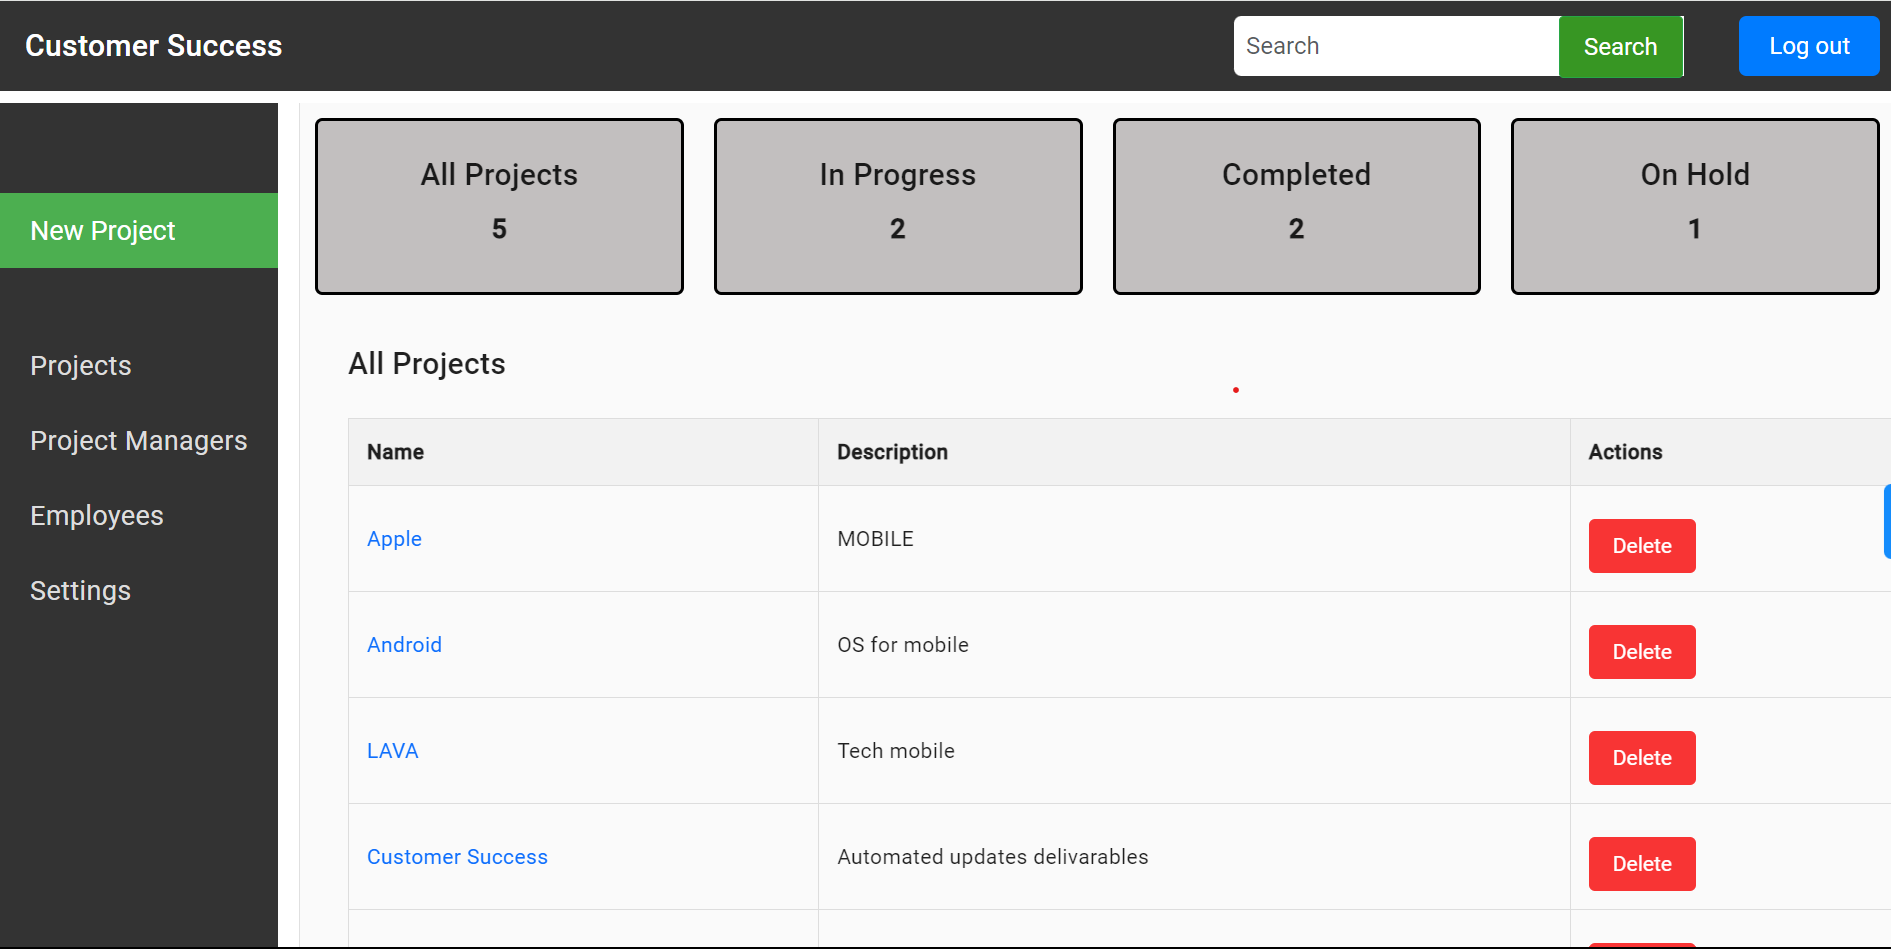 Customer Success
Search
Search
Log out
New Project
Projects
Project Managers
Employees
Settings
All Projects
5
In Progress
2
Completed
2
On Hold
1
All Projects
Name Description Actions
Apple MOBILE Delete
Android OS for mobile Delete
LAVA Tech mobile Delete
Customer Success Automated updates delivarables Delete